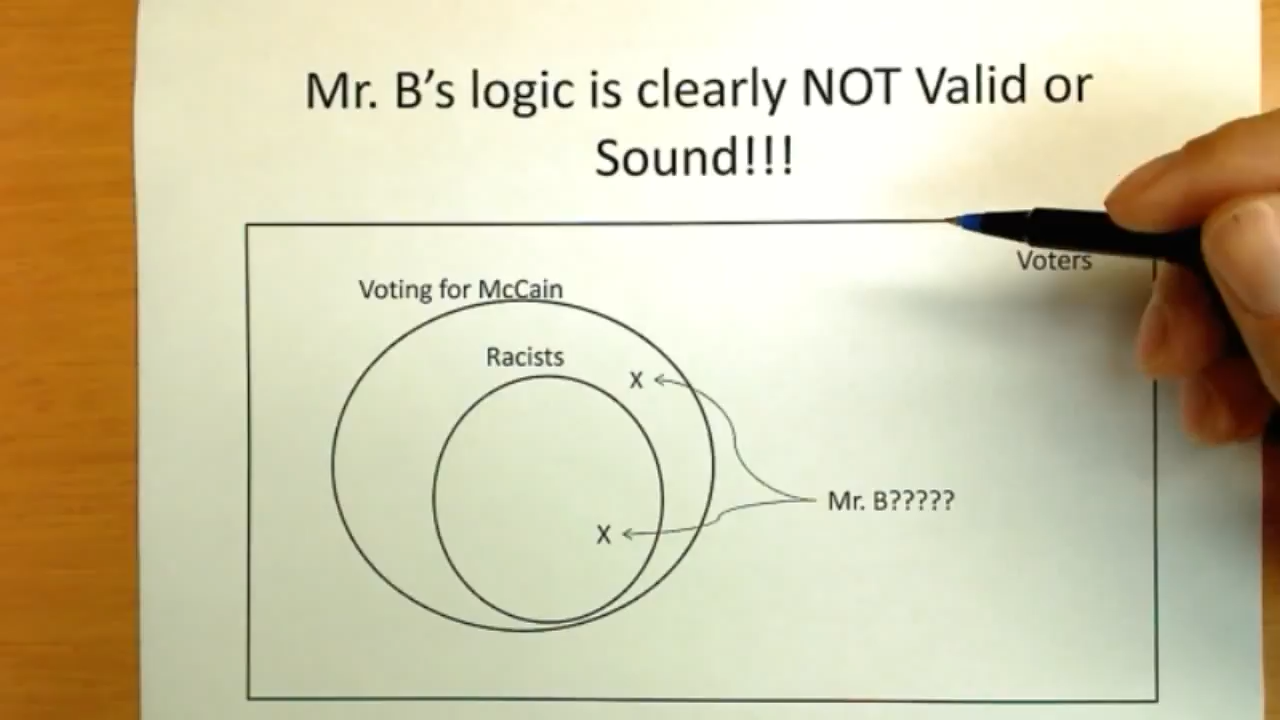 Mr. B’s logic is clearly NOT Valid or
Sound!!!
Voters
Voting for McCain
Racists
X
Mr. B?????
X